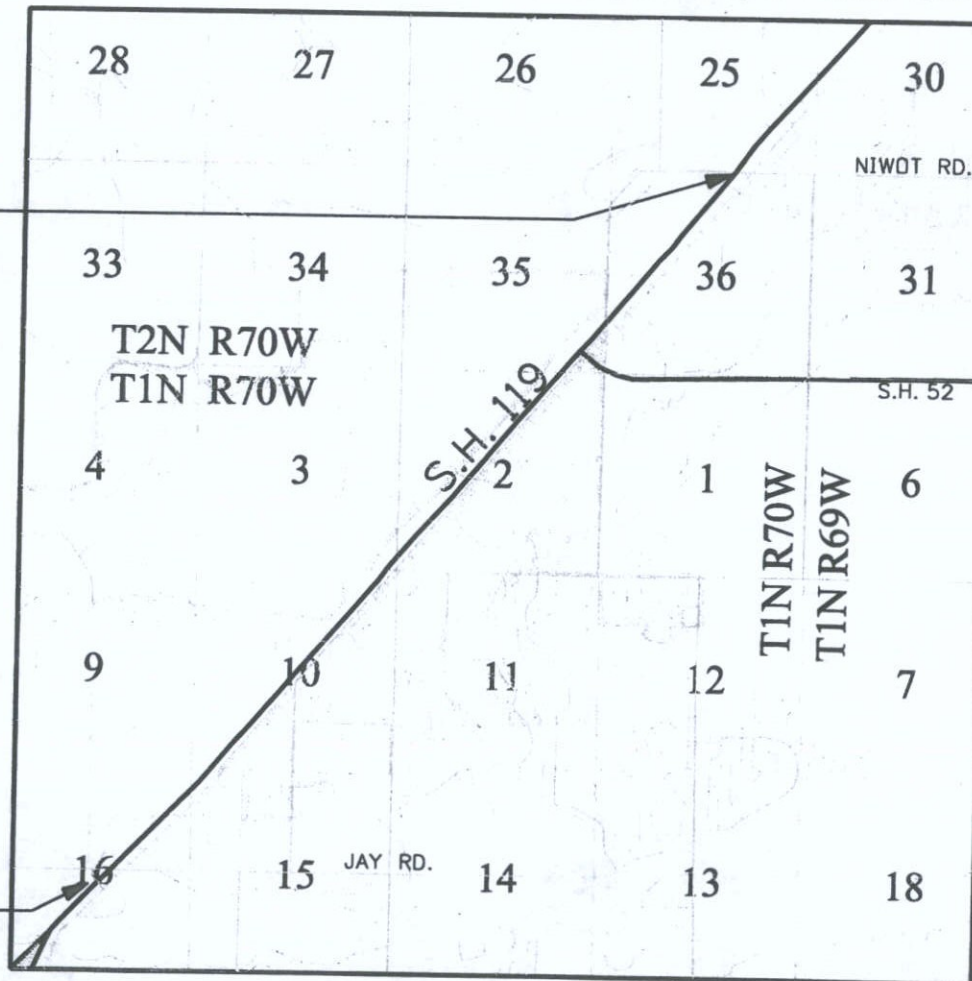 28 27 26 25 30
NIWOT RD.
33 34 35 36 31
T2N R70W
T1N R70W
S.H. 52
S.H. 119
4 3 2 1 6
T1N R70W
T1N R69W
9 10 11 12 7
16 15 JAY RD. 14 13 18